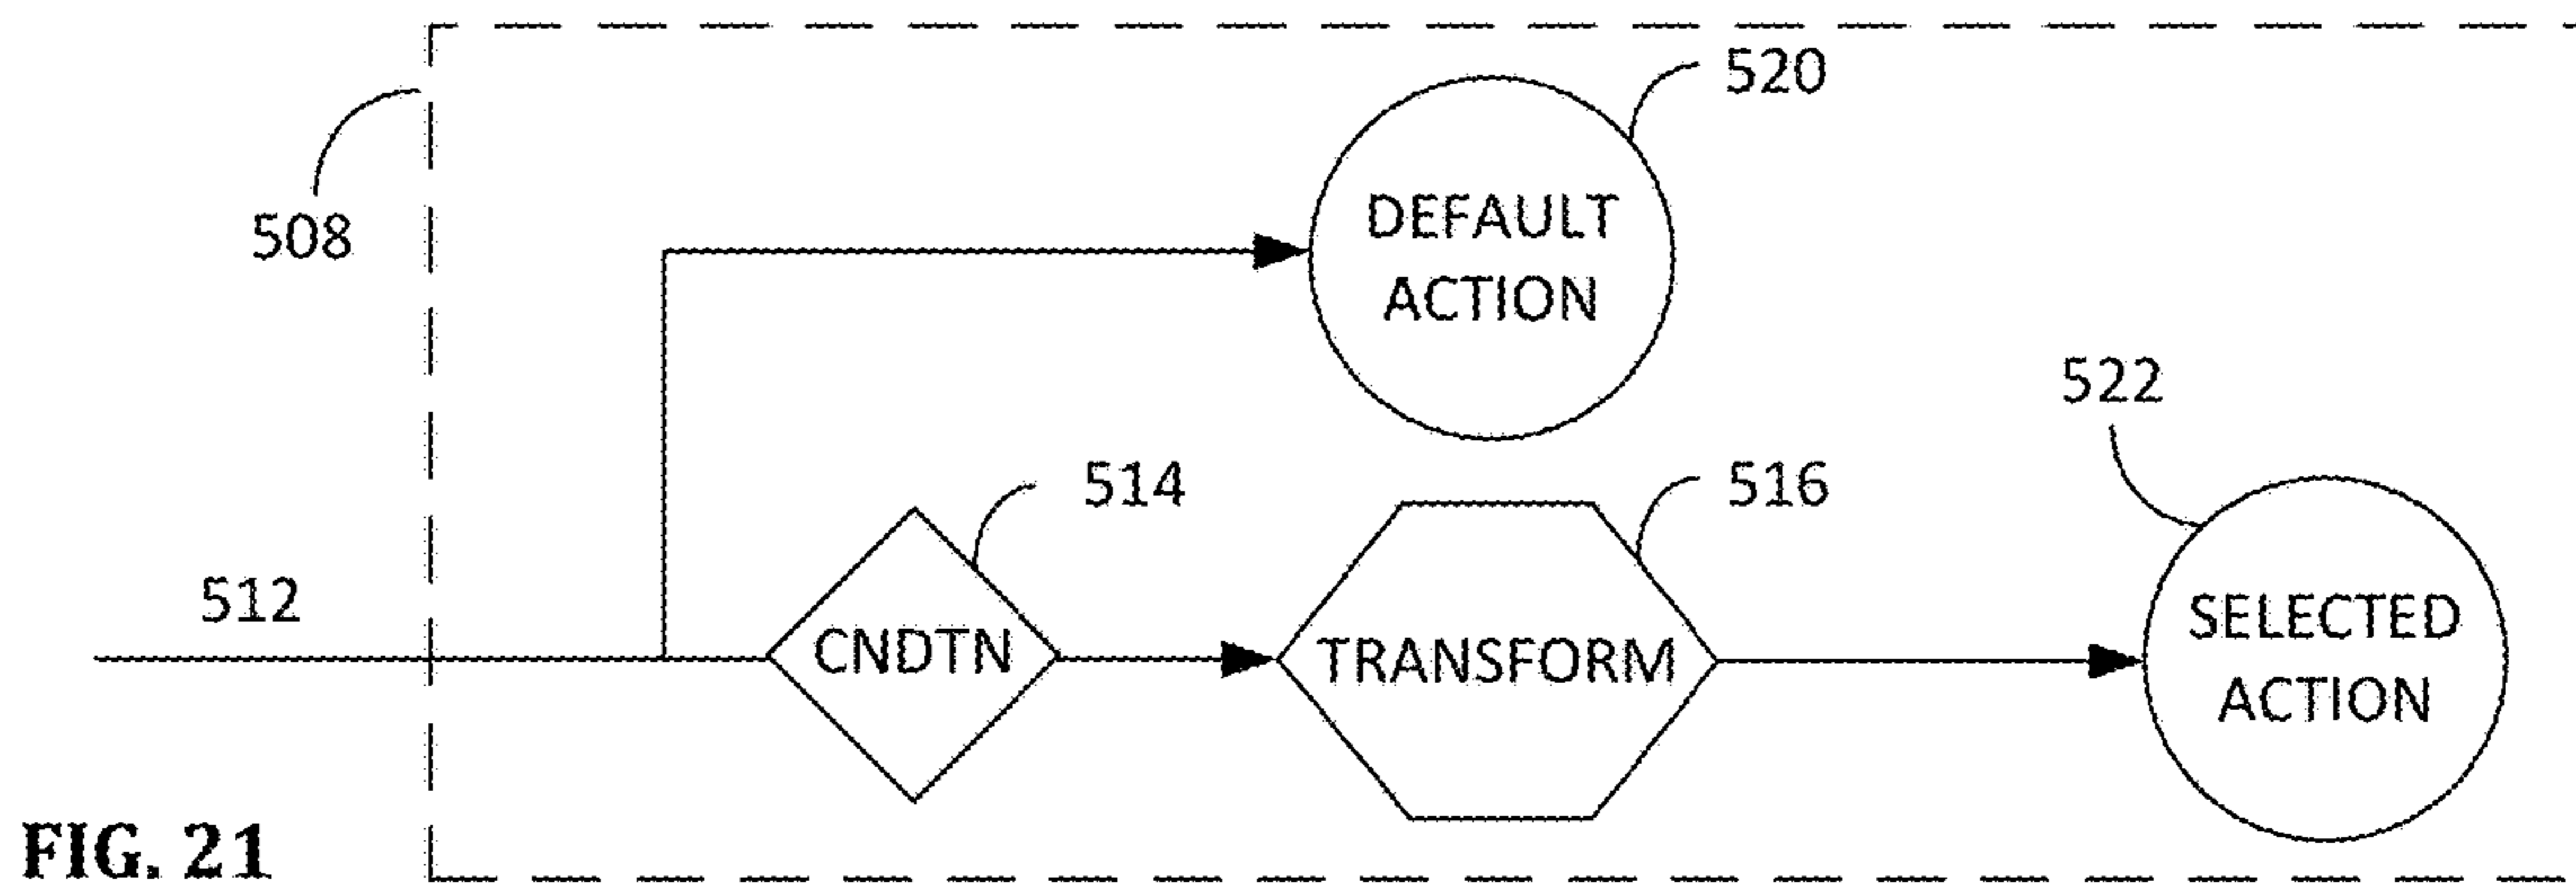 520
508
DEFAULT
ACTION
522
514
516
512
CNDTN
TRANSFORM
SELECTED
ACTION
FIG. 21